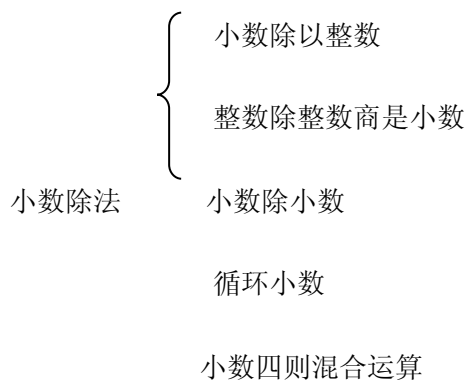 小数除以整数
整数除整数商是小数
小数除法 小数除小数
循环小数
小数四则混合运算